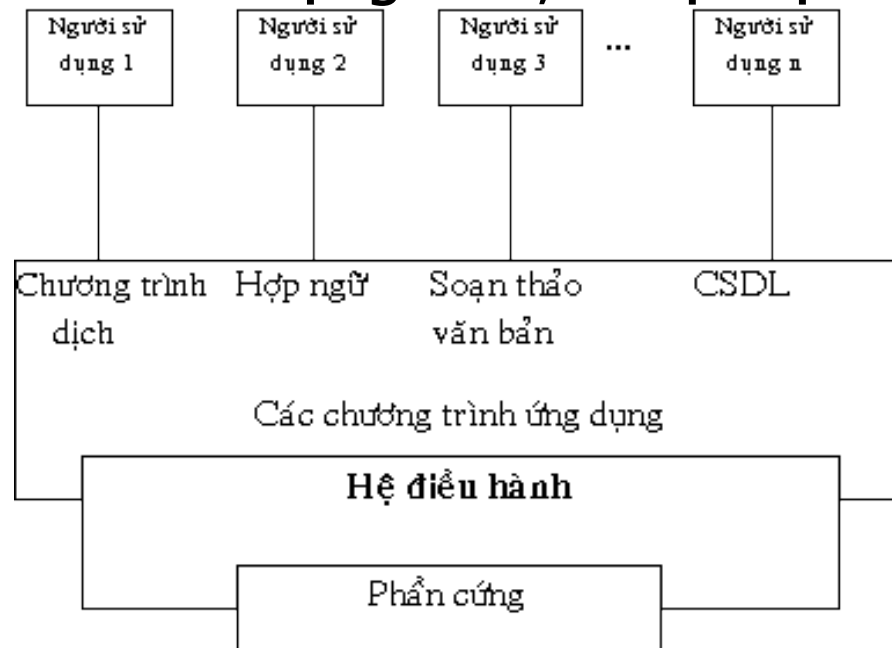 Người sử
dụng 1
Người sử
dụng 2
Người sử
dụng 3
...
Người sử
dụng n
Chương trình
dịch
Hợp ngữ
Soạn thảo
văn bản
CSDL
Các chương trình ứng dụng
Hệ điều hành
Phần cứng